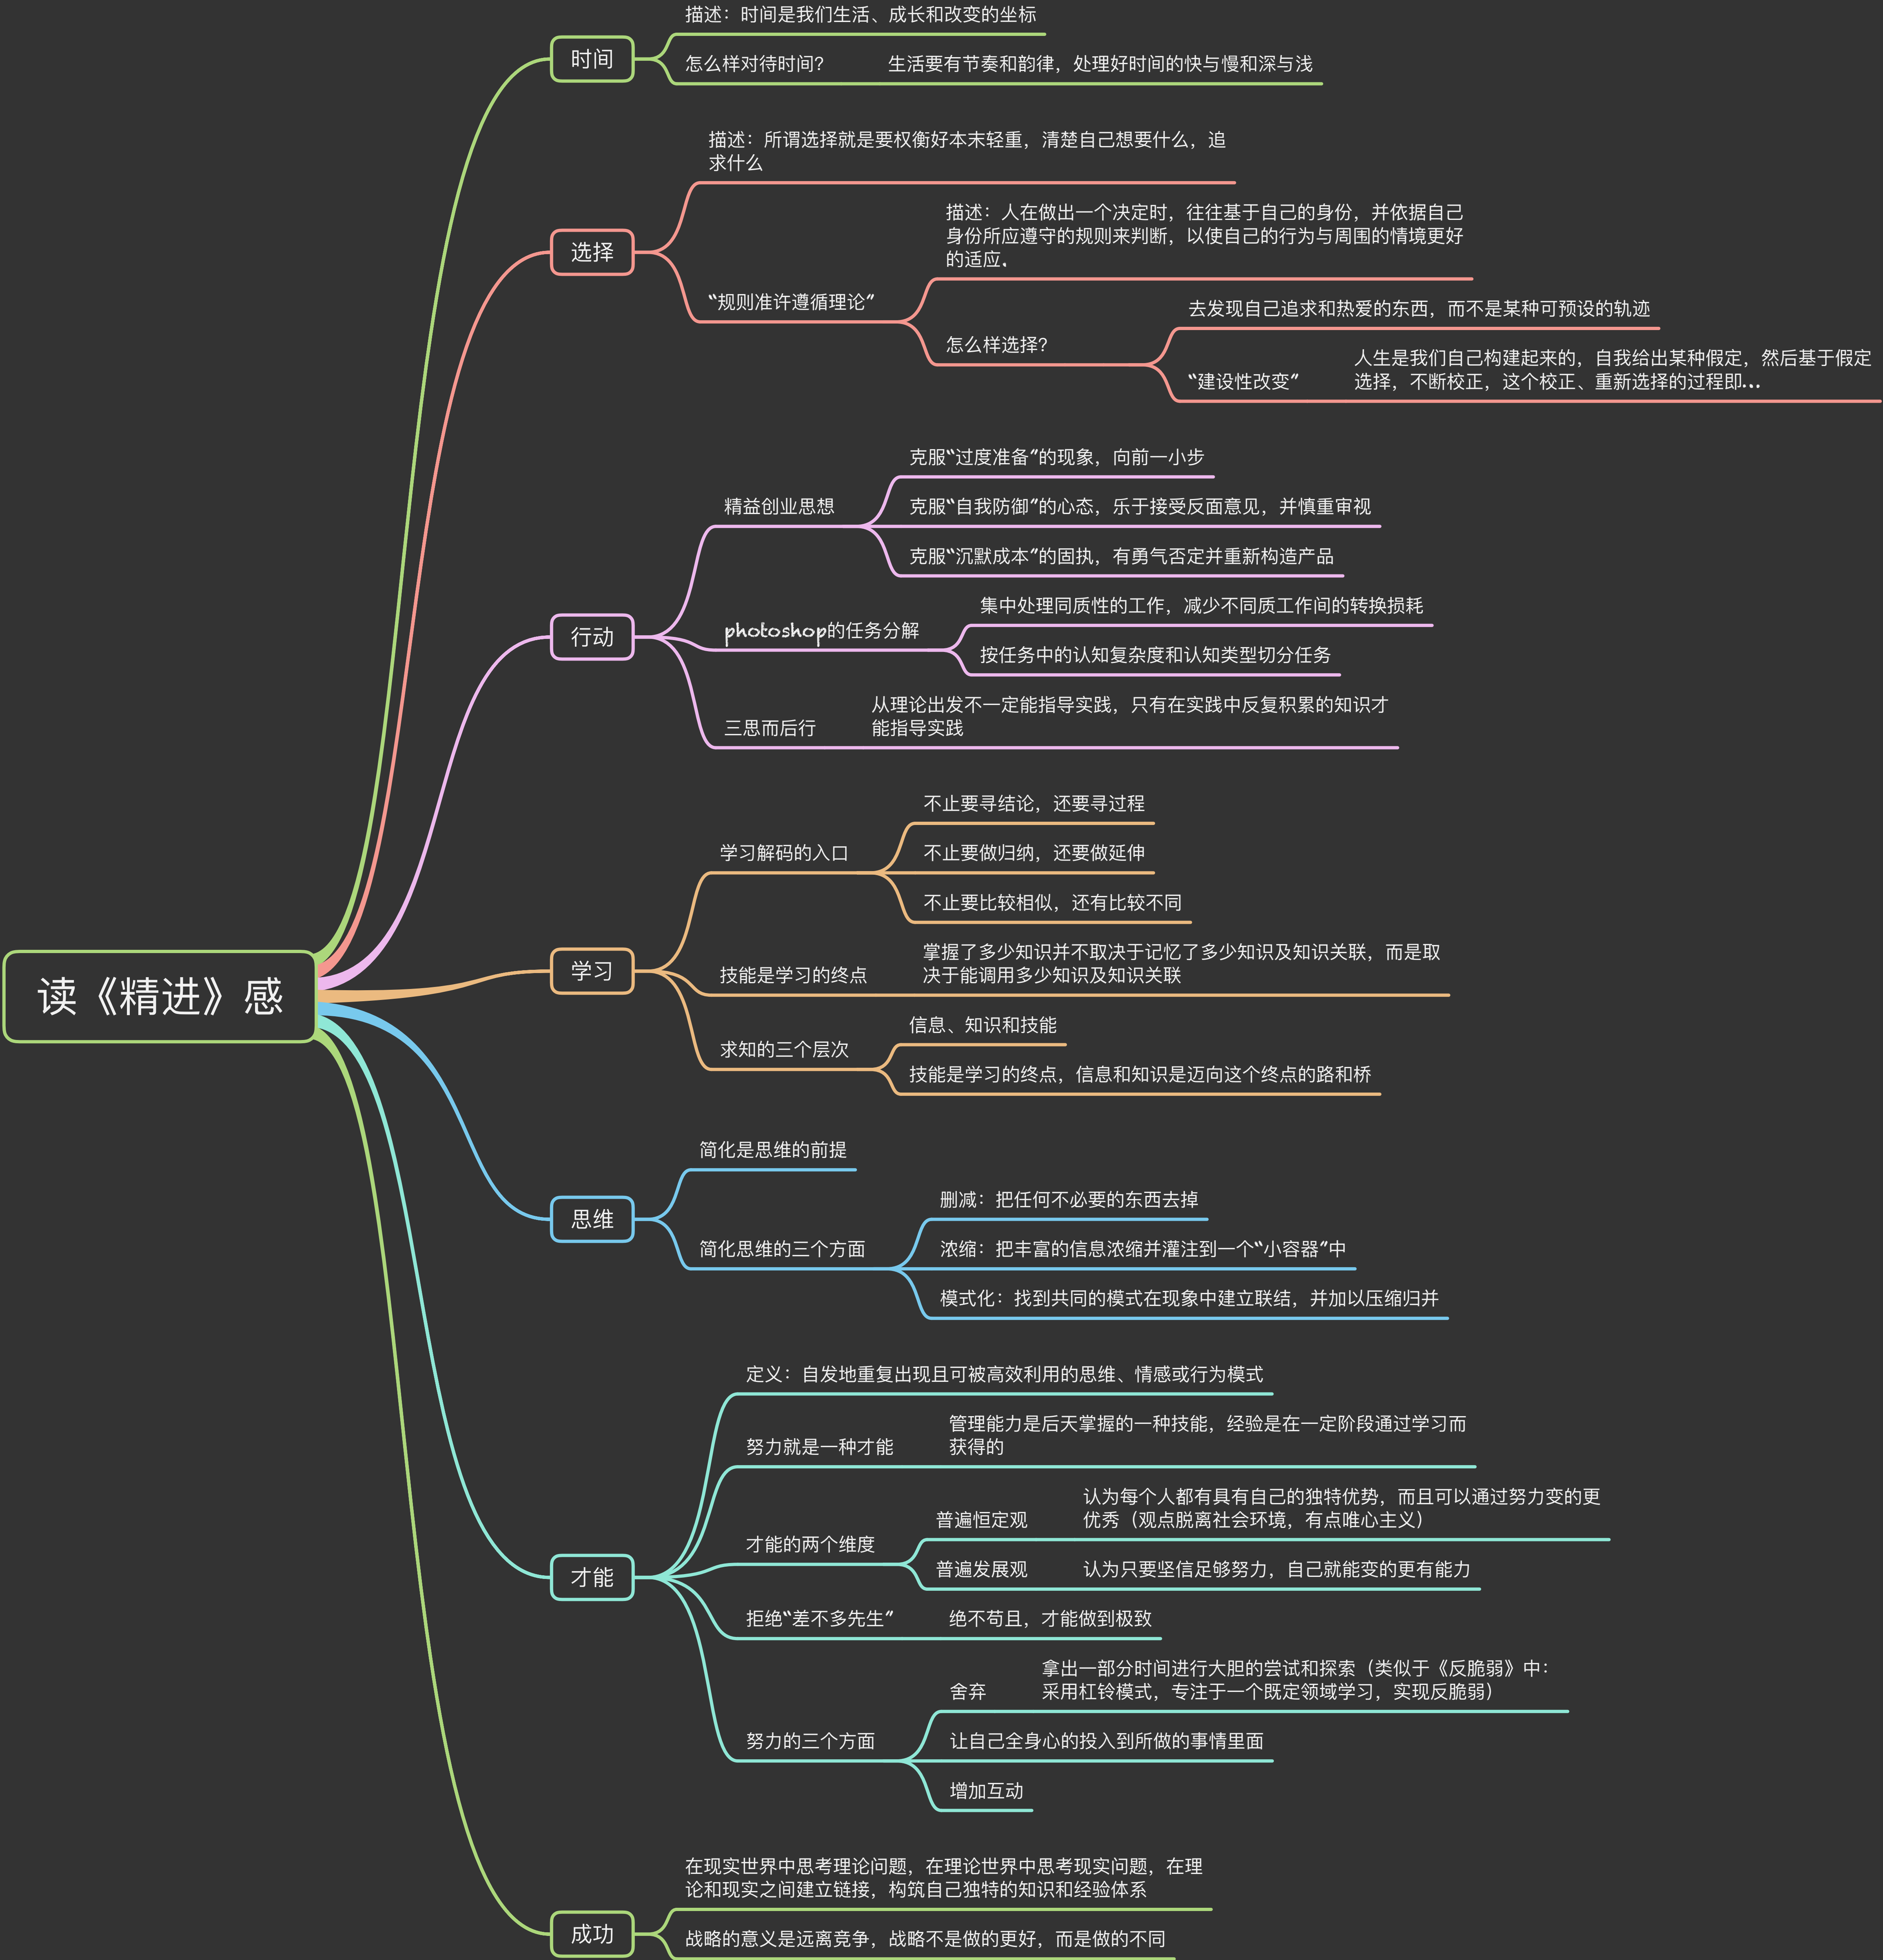 读《精进》感
时间
描述：时间是我们生活、成长和改变的坐标
怎么样对待时间？
生活要有节奏和韵律，处理好时间的快与慢和深与浅
选择
描述：所谓选择就是要权衡好本末轻重，清楚自己想要什么，追
求什么
“规则准许遵循理论”
描述：人在做出一个决定时，往往基于自己的身份，并依据自己
身份所应遵守的规则来判断，以使自己的行为与周围的情境更好
的适应.
怎么样选择？
去发现自己追求和热爱的东西，而不是某种可预设的轨迹
“建设性改变”
人生是我们自己构建起来的，自我给出某种假定，然后基于假定
选择，不断校正，这个校正、重新选择的过程即...
行动
精益创业思想
克服“过度准备”的现象，向前一小步
克服“自我防御”的心态，乐于接受反面意见，并慎重审视
克服“沉默成本”的固执，有勇气否定并重新构造产品
photoshop的任务分解
集中处理同质性的工作，减少不同质工作间的转换损耗
按任务中的认知复杂度和认知类型切分任务
三思而后行
从理论出发不一定能指导实践，只有在实践中反复积累的知识才
能指导实践
学习
学习解码的入口
不止要寻结论，还要寻过程
不止要做归纳，还要做延伸
不止要比较相似，还有比较不同
技能是学习的终点
掌握了多少知识并不取决于记忆了多少知识及知识关联，而是取
决于能调用多少知识及知识关联
求知的三个层次
信息、知识和技能
技能是学习的终点，信息和知识是迈向这个终点的路和桥
思维
简化是思维的前提
简化思维的三个方面
删减：把任何不必要的东西去掉
浓缩：把丰富的信息浓缩并灌注到一个“小容器”中
模式化：找到共同的模式在现象中建立联结，并加以压缩归并
才能
定义：自发地重复出现且可被高效利用的思维、情感或行为模式
努力就是一种才能
管理能力是后天掌握的一种技能，经验是在一定阶段通过学习而
获得的
才能的两个维度
普遍恒定观
认为每个人都有具有自己的独特优势，而且可以通过努力变的更
优秀（观点脱离社会环境，有点唯心主义）
普遍发展观
认为只要坚信足够努力，自己就能变的更有能力
拒绝“差不多先生”
绝不苟且，才能做到极致
努力的三个方面
舍弃
拿出一部分时间进行大胆的尝试和探索（类似于《反脆弱》中：
采用杠铃模式，专注于一个既定领域学习，实现反脆弱）
让自己全身心的投入到所做的事情里面
增加互动
成功
在现实世界中思考理论问题，在理论世界中思考现实问题，在理
论和现实之间建立链接，构筑自己独特的知识和经验体系
战略的意义是远离竞争，战略不是做的更好，而是做的不同